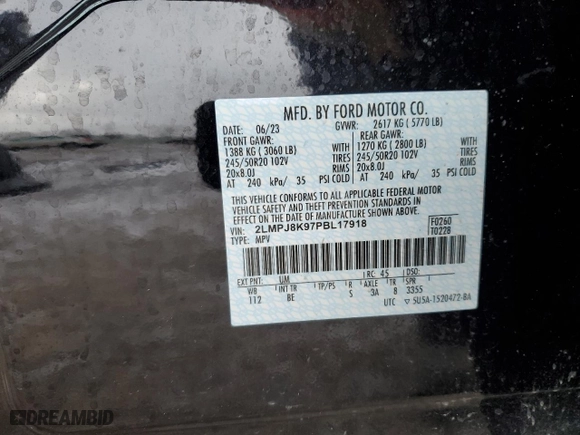 MFD. BY FORD MOTOR CO.
DATE: 06/23 GVWR: 2617 KG ( 5770 LB)
FRONT GAWR: REAR GAWR:
1388 KG ( 3060 LB) 1270 KG ( 2800 LB)
245/50R20 102V TIRES 245/50R20 102V TIRES
20x8.0J RIMS 20x8.0J RIMS
AT 240 kPa/ 35 PSI COLD AT 240 kPa/ 35 PSI COLD
THIS VEHICLE CONFORMS TO ALL APPLICABLE FEDERAL MOTOR
VEHICLE SAFETY AND THEFT PREVENTION STANDARDS IN
EFFECT ON THE DATE OF MANUFACTURE SHOWN ABOVE.
VIN: 2LMPJ8K97PBL17918 F0260
TYPE: MPV T0228
EXT PNT: UM RC: 45 DSO:
WB INT TR TP/PS R AXLE TR SPR
112 BE S 3A 8 3355
UTC ▽ 5U5A-1520472-BA
DREAMBID